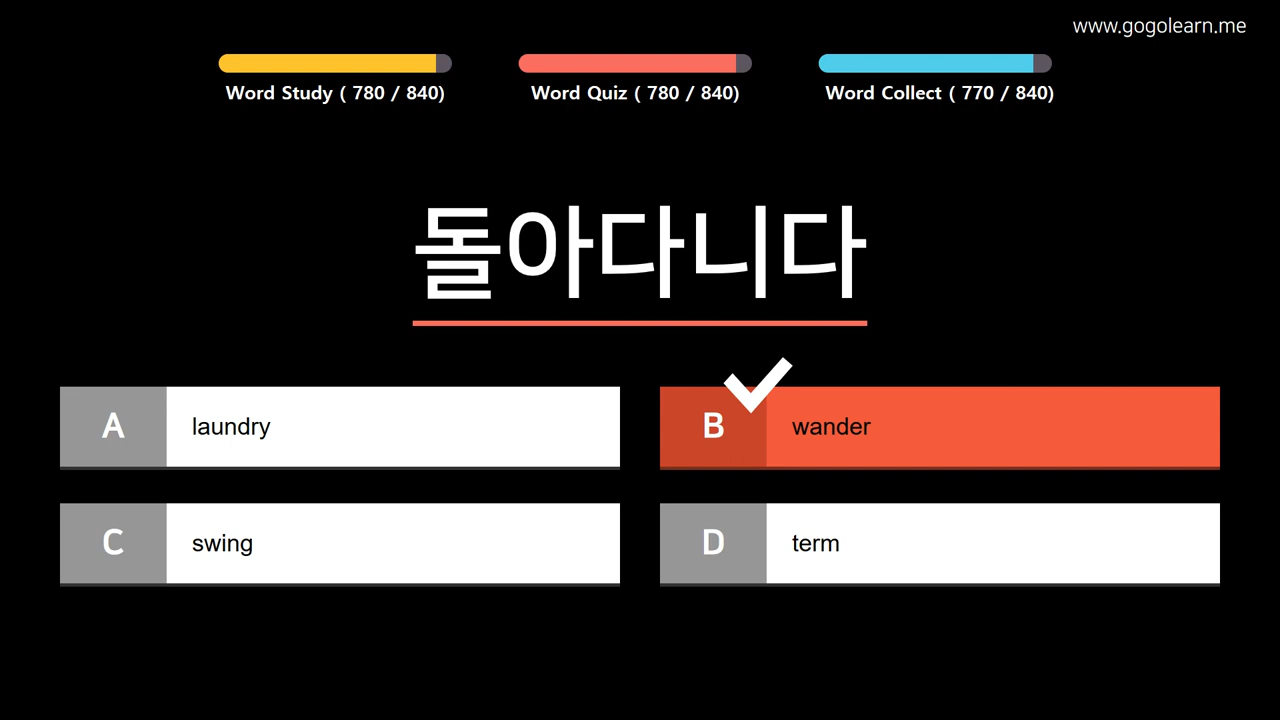 www.gogolearn.me
Word Study ( 780 / 840)
Word Quiz ( 780 / 840)
Word Collect ( 770 / 840)
돌아다니다
A laundry
B wander
C swing
D term